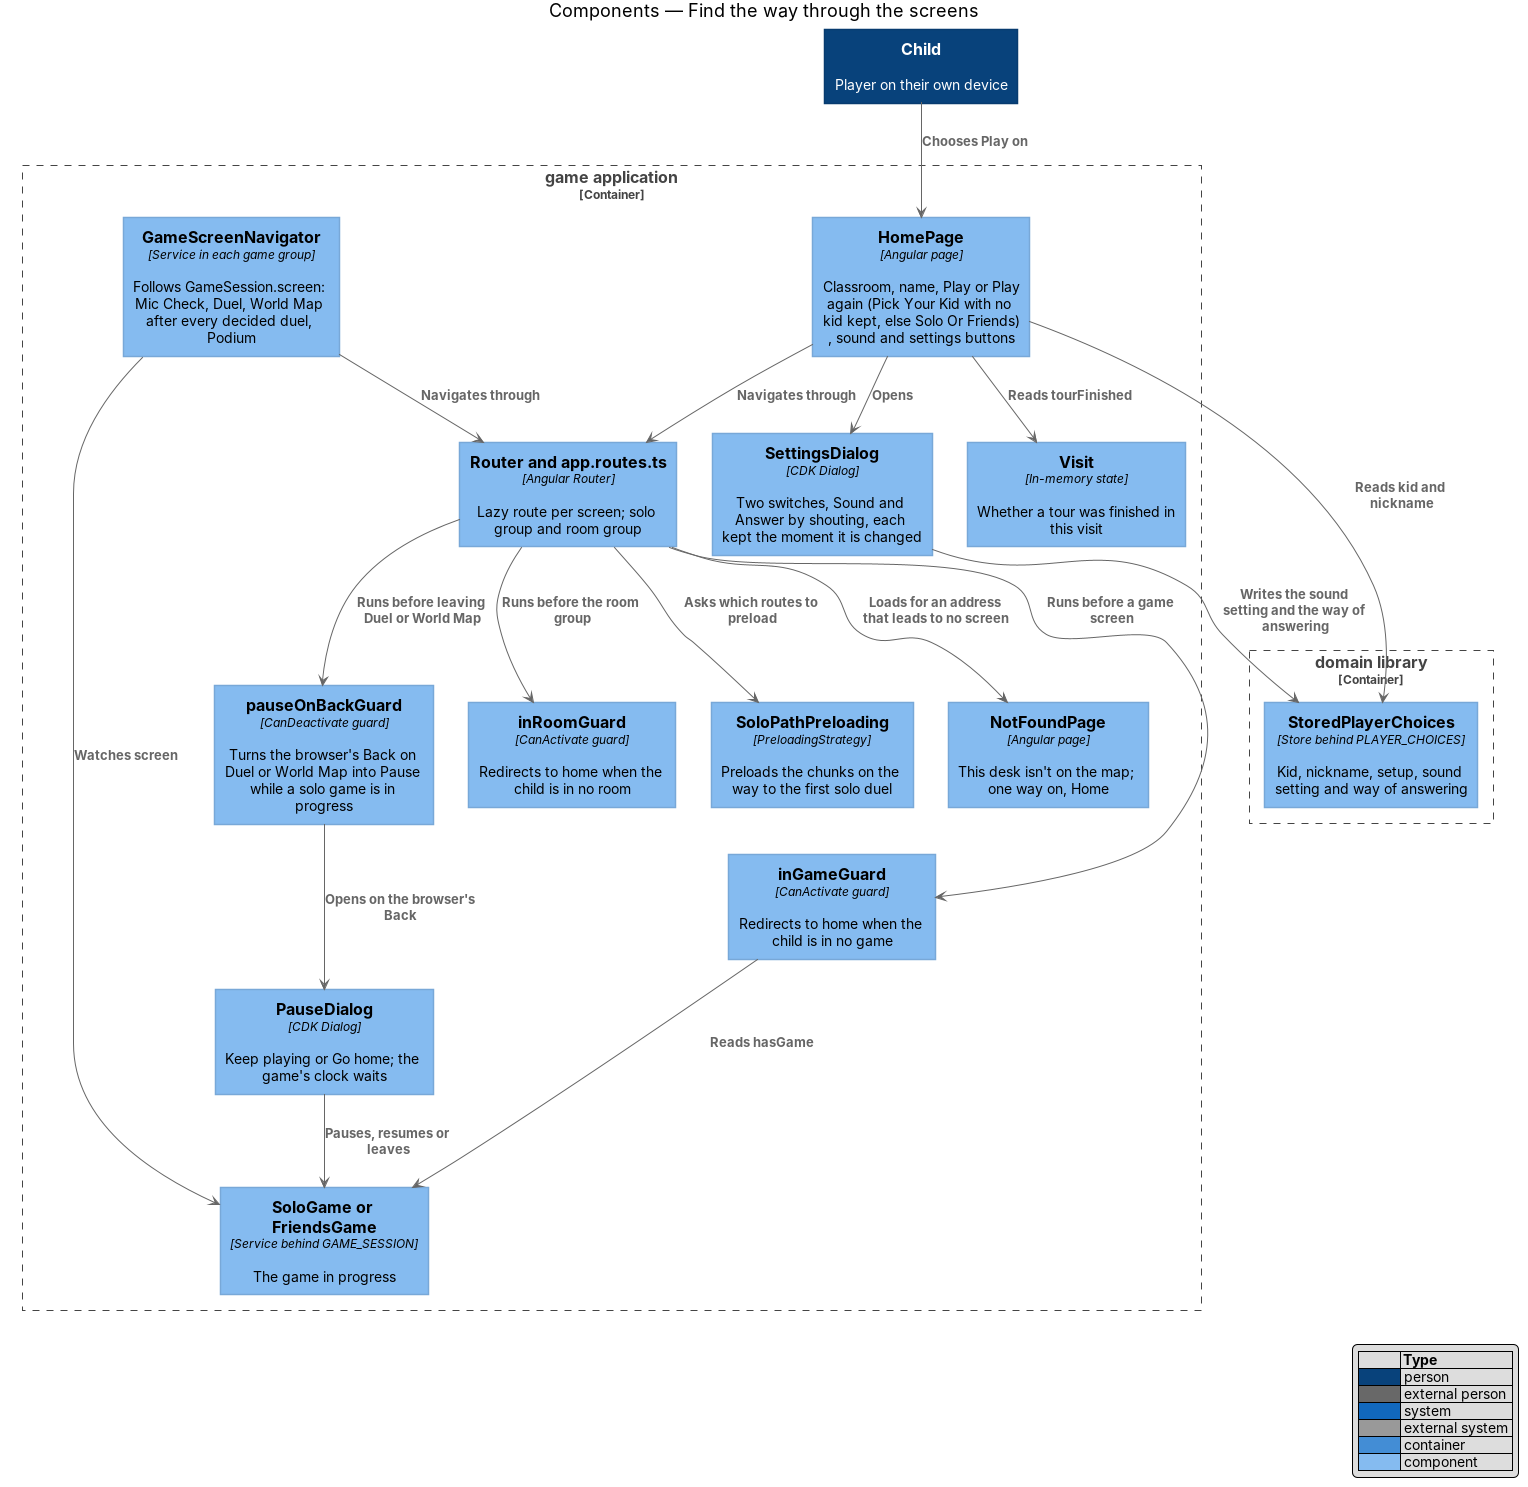 Components — Find the way through the screens
Child
Player on their own device
Chooses Play on
game application
[Container]
GameScreenNavigator
[Service in each game group]
Follows GameSession.screen:
Mic Check, Duel, World Map
after every decided duel,
Podium
HomePage
[Angular page]
Classroom, name, Play or Play
again (Pick Your Kid with no
kid kept, else Solo Or Friends)
, sound and settings buttons
Navigates through
Navigates through
Opens
Reads tourFinished
Reads kid and
nickname
Router and app.routes.ts
[Angular Router]
Lazy route per screen; solo
group and room group
SettingsDialog
[CDK Dialog]
Two switches, Sound and
Answer by shouting, each
kept the moment it is changed
Visit
[In-memory state]
Whether a tour was finished in
this visit
Runs before leaving
Duel or World Map
Runs before the room
group
Asks which routes to
preload
Loads for an address
that leads to no screen
Runs before a game
screen
Writes the sound
setting and the way of
answering
domain library
[Container]
pauseOnBackGuard
[CanDeactivate guard]
Turns the browser's Back on
Duel or World Map into Pause
while a solo game is in
progress
inRoomGuard
[CanActivate guard]
Redirects to home when the
child is in no room
SoloPathPreloading
[PreloadingStrategy]
Preloads the chunks on the
way to the first solo duel
NotFoundPage
[Angular page]
This desk isn't on the map;
one way on, Home
StoredPlayerChoices
[Store behind PLAYER_CHOICES]
Kid, nickname, setup, sound
setting and way of answering
Watches screen
inGameGuard
[CanActivate guard]
Redirects to home when the
child is in no game
Opens on the browser's
Back
PauseDialog
[CDK Dialog]
Keep playing or Go home; the
game's clock waits
Reads hasGame
Pauses, resumes or
leaves
SoloGame or
FriendsGame
[Service behind GAME_SESSION]
The game in progress
Type
person
external person
system
external system
container
component